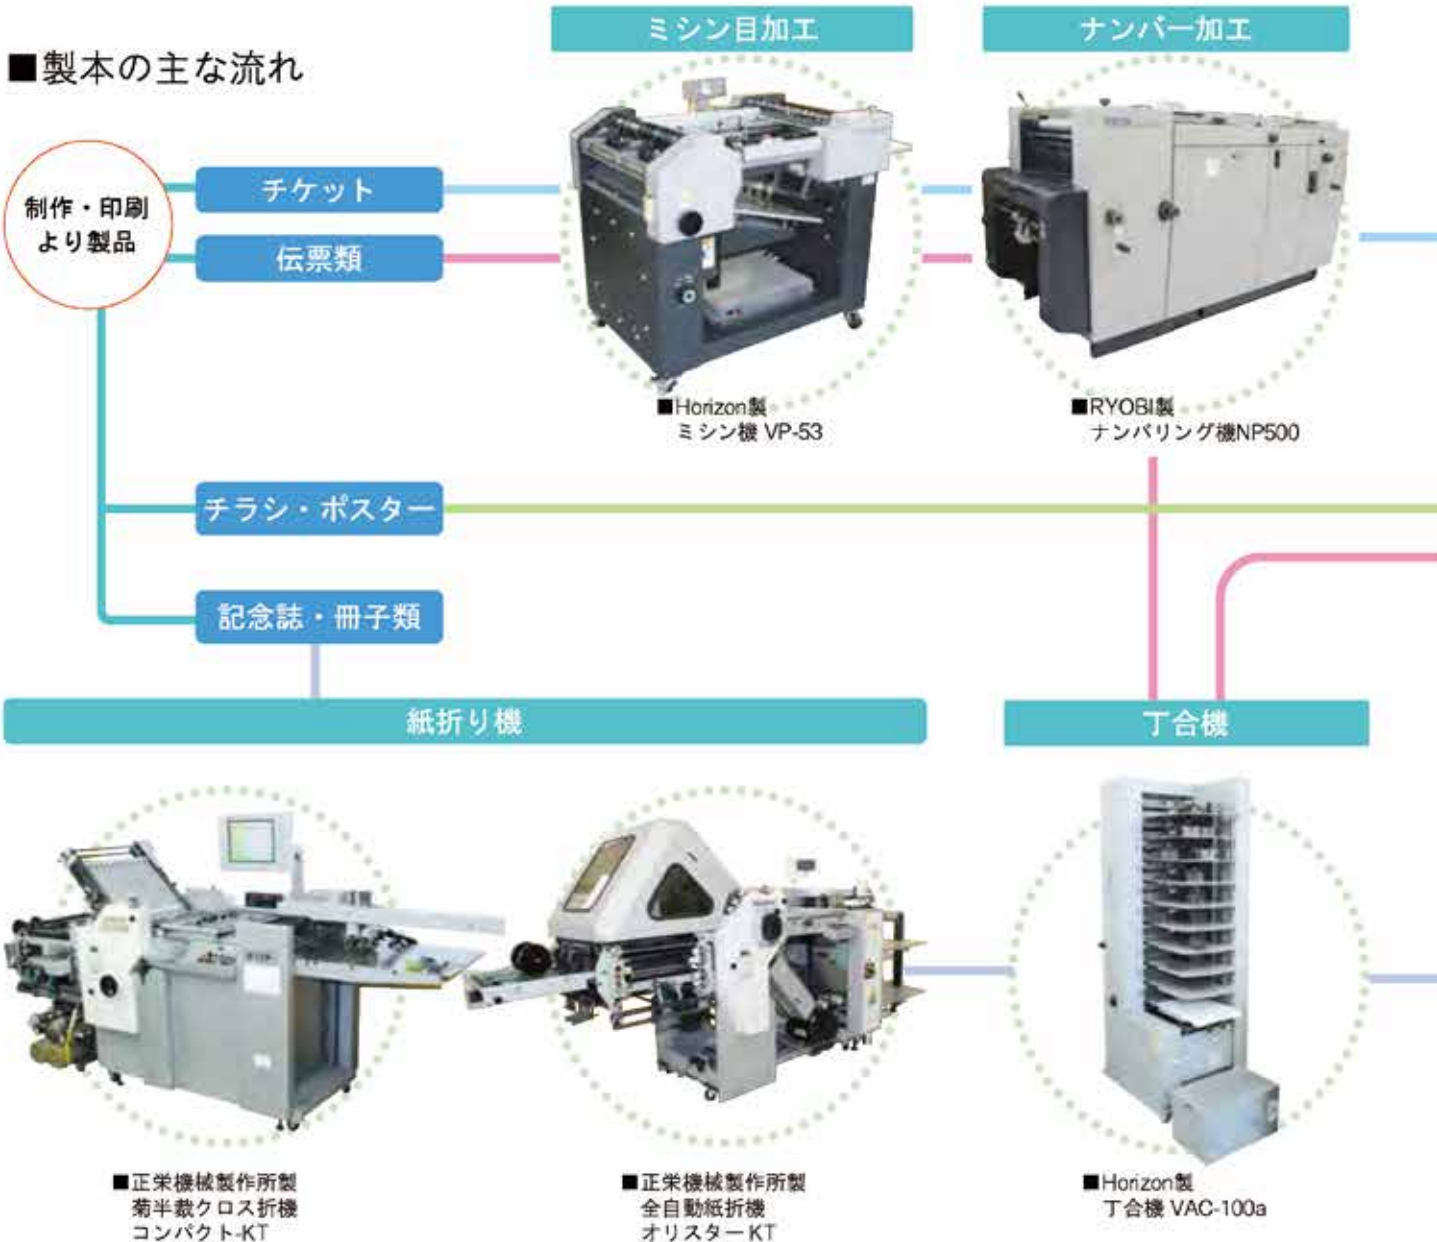 ■製本の主な流れ
ミシン目加工
ナンバー加工
制作・印刷
より製品
チケット
伝票類
■Horizon製
ミシン機 VP-53
■RYOBI製
ナンバリング機NP500
チラシ・ポスター
記念誌・冊子類
紙折り機
丁合機
■正栄機械製作所製
菊半裁クロス折機
コンパクト-KT
■正栄機械製作所製
全自動紙折機
オリスターKT
■Horizon製
丁合機 VAC-100a